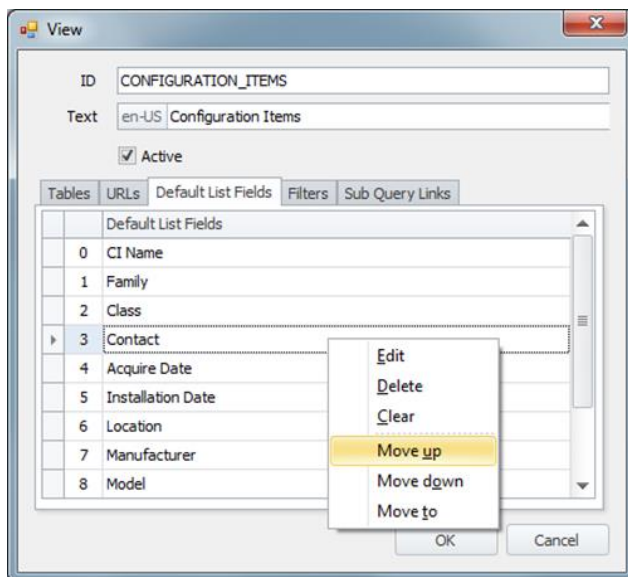 View
ID CONFIGURATION_ITEMS
Text en-US Configuration Items
Active
Tables URLs Default List Fields Filters Sub Query Links
Default List Fields
0 CI Name
1 Family
2 Class
3 Contact
4 Acquire Date
5 Installation Date
6 Location
7 Manufacturer
8 Model
Edit
Delete
Clear
Move up
Move down
Move to
OK Cancel